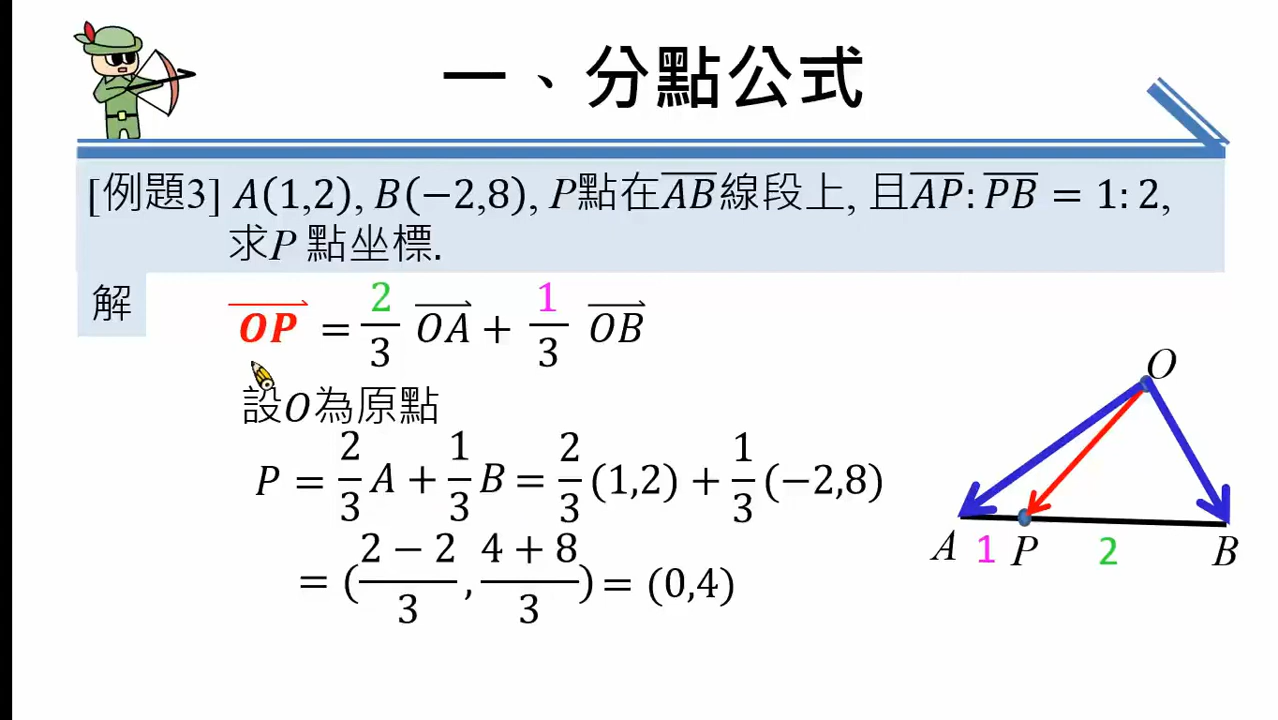 一、分點公式
[例題3] A(1,2), B(−2,8), P點在A̅B̅線段上, 且A̅P̅: P̅B̅ = 1: 2,
求P 點坐標.
解
OP⃗ = 2/3 OA⃗ + 1/3 OB⃗
設O為原點
P = 2/3 A + 1/3 B = 2/3 (1,2) + 1/3 (−2,8)
= ((2 − 2)/3, (4 + 8)/3) = (0,4)
O
A 1 P 2 B